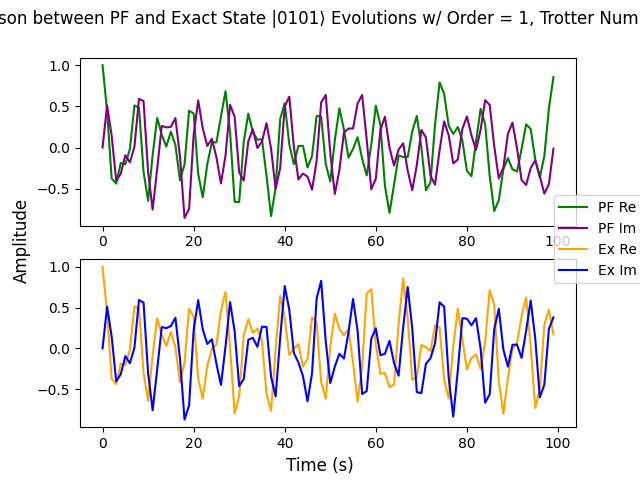 son between PF and Exact State |0101⟩ Evolutions w/ Order = 1, Trotter Num
1.0
0.5
0.0
−0.5
0 20 40 60 80 100
PF Re
PF Im
Ex Re
Ex Im
Amplitude
1.0
0.5
0.0
−0.5
0 20 40 60 80 100
Time (s)